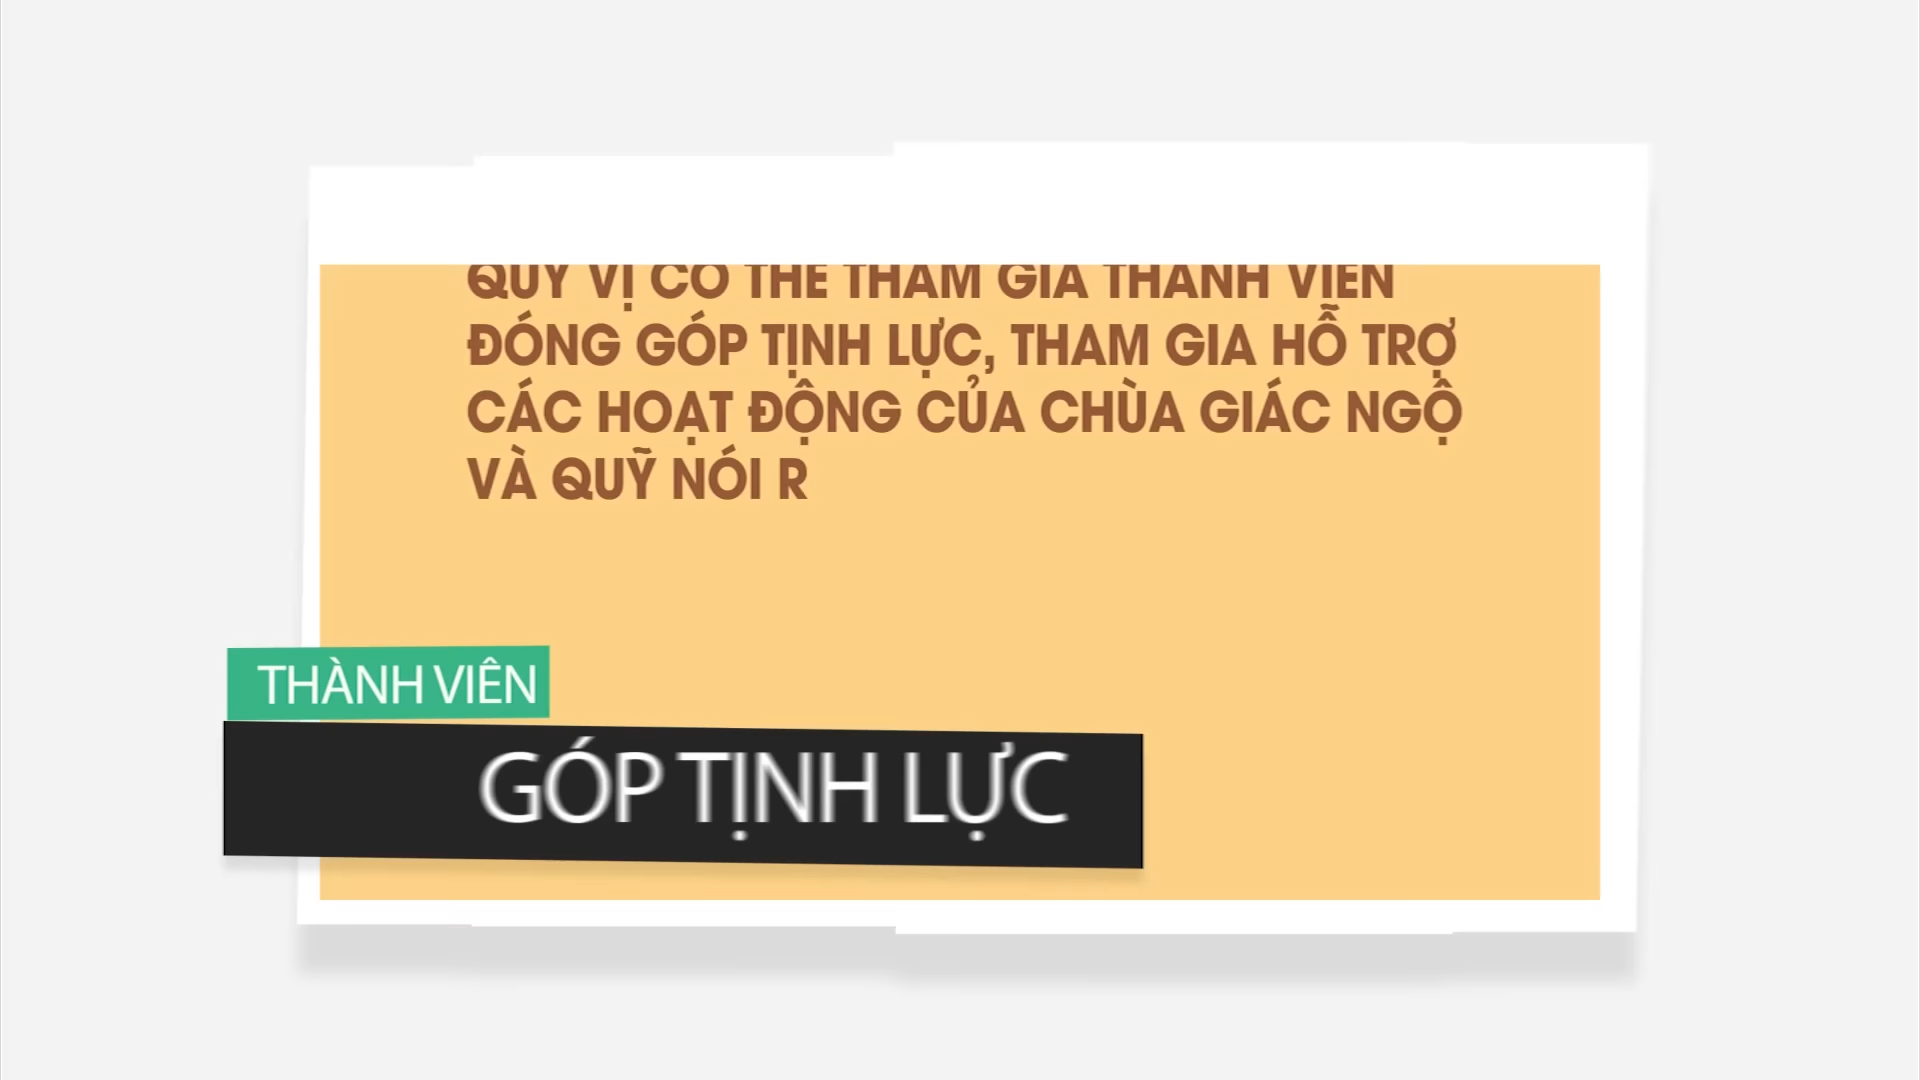 QUÝ VỊ CÓ THỂ THAM GIA THÀNH VIÊN
ĐÓNG GÓP TỊNH LỰC, THAM GIA HỖ TRỢ
CÁC HOẠT ĐỘNG CỦA CHÙA GIÁC NGỘ
VÀ QUỸ NÓI R
THÀNH VIÊN
GÓP TỊNH LỰC